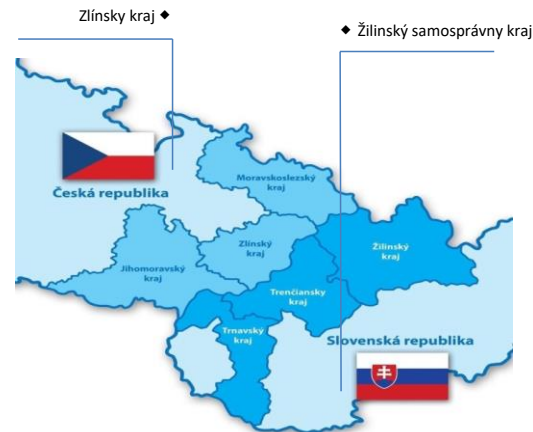 Zlínsky kraj ◆
◆ Žilinský samosprávny kraj
Moravskoslezský
kraj
Česká republika
Zlínský
kraj
Žilinský
kraj
Jihomoravský
kraj
Trenčiansky
kraj
Trnavský
kraj
Slovenská republika